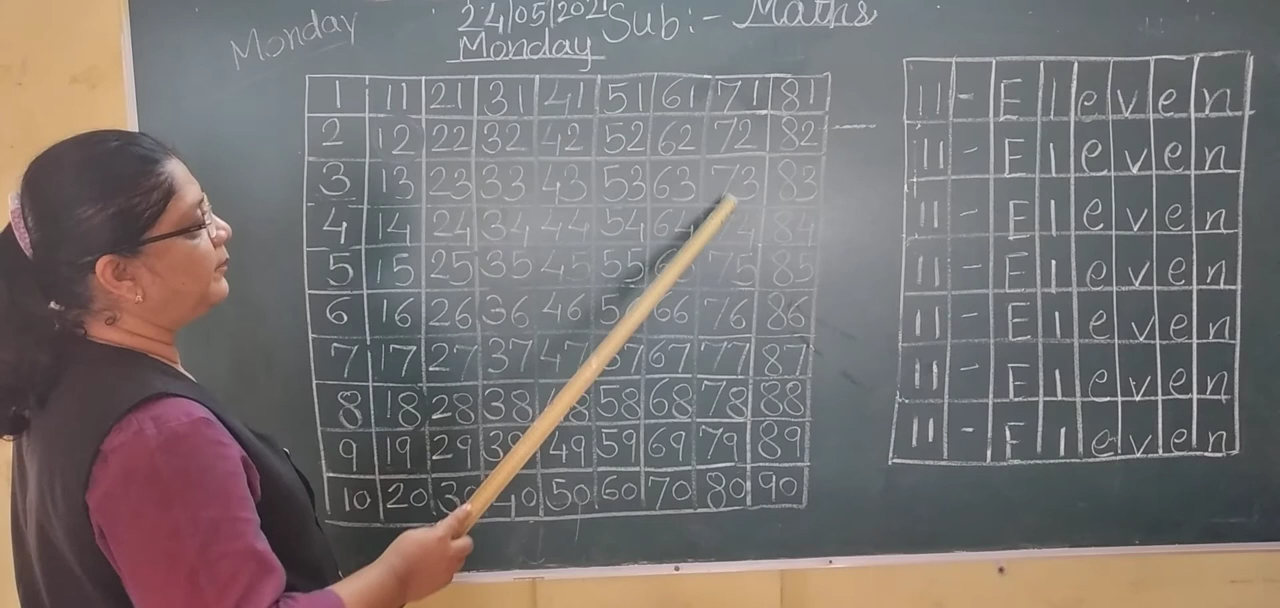 Monday
24/05/2021 Sub:- Maths
Monday
1 11 21 31 41 51 61 71 81
2 12 22 32 42 52 62 72 82
3 13 23 33 43 53 63 73 83
4 14 24 34 44 54 64 84
5 15 25 35 45 55 75 85
6 16 26 36 46 66 76 86
7 17 27 37 47 67 77 87
8 18 28 38 58 68 78 88
9 19 29 39 49 59 69 79 89
10 20 30 40 50 60 70 80 90
11 - Eleven
11 - Eleven
11 - Eleven
11 - Eleven
11 - Eleven
11 - Eleven
11 - Eleven